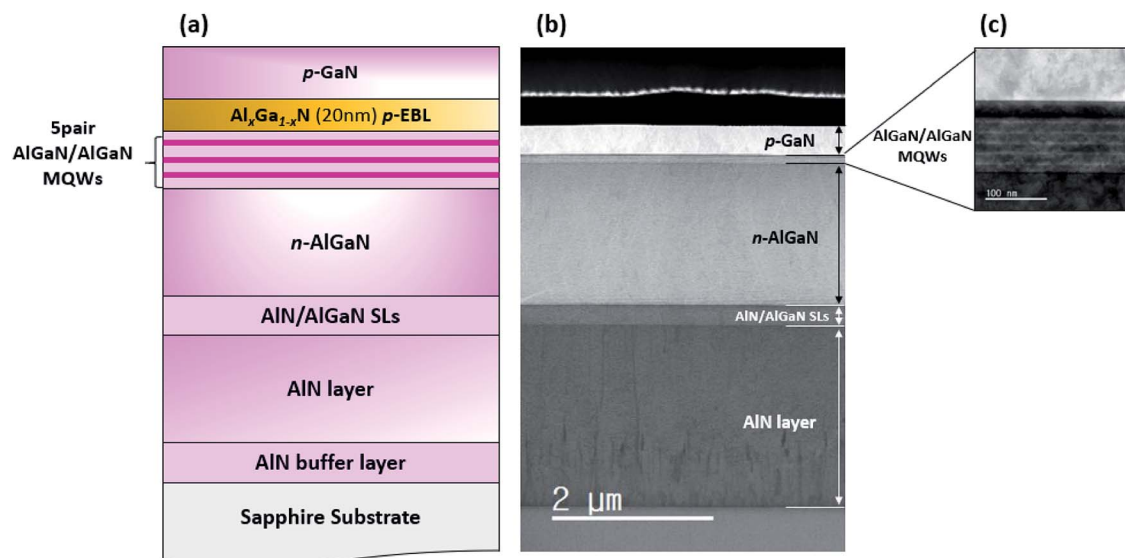 (a)
p-GaN
AlₓGa₁₋ₓN (20nm) p-EBL
5pair
AlGaN/AlGaN
MQWs
n-AlGaN
AlN/AlGaN SLs
AlN layer
AlN buffer layer
Sapphire Substrate
(b)
p-GaN
n-AlGaN
AlN/AlGaN SLs
AlN layer
2 μm
(c)
AlGaN/AlGaN
MQWs
100 nm